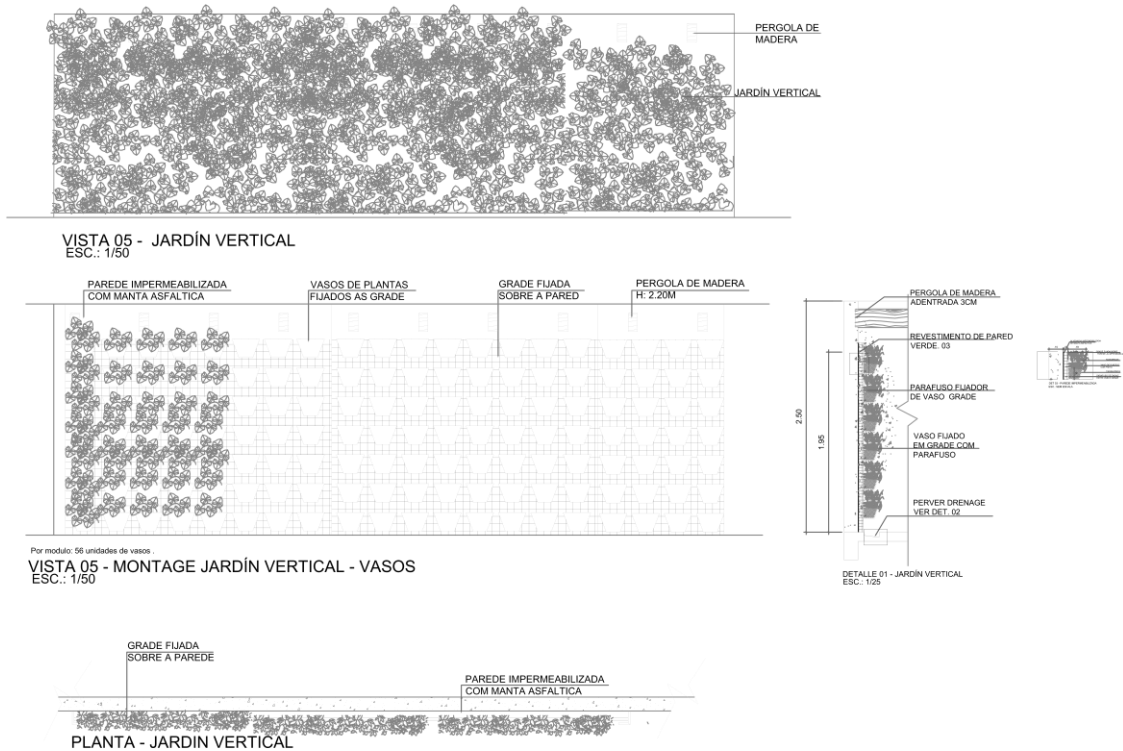 PERGOLA DE
MADERA
JARDÍN VERTICAL
VISTA 05 - JARDÍN VERTICAL
ESC.: 1/50
PAREDE IMPERMEABILIZADA
COM MANTA ASFALTICA
VASOS DE PLANTAS
FIJADOS AS GRADE
GRADE FIJADA
SOBRE A PARED
PERGOLA DE MADERA
H: 2.20M
Por modulo: 56 unidades de vasos .
VISTA 05 - MONTAGE JARDÍN VERTICAL - VASOS
ESC.: 1/50
PERGOLA DE MADERA
ADENTRADA 3CM
REVESTIMENTO DE PARED
VERDE. 03
PARAFUSO FIJADOR
DE VASO GRADE
VASO FIJADO
EM GRADE COM
PARAFUSO
PERVER DRENAGE
VER DET. 02
2.50
1.95
DETALLE 01 - JARDÍN VERTICAL
ESC.: 1/25
GRADE FIJADA
SOBRE A PAREDE
PAREDE IMPERMEABILIZADA
COM MANTA ASFALTICA
PLANTA - JARDIN VERTICAL